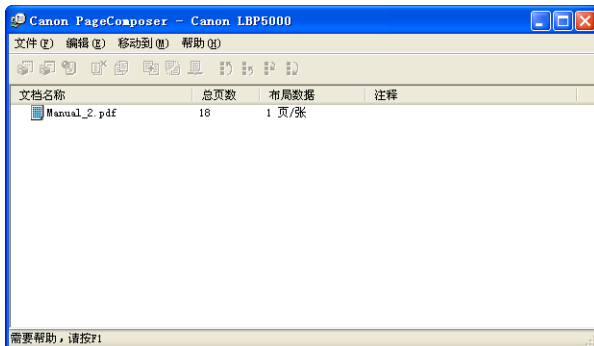 Canon PageComposer - Canon LBP5000
文件(F) 编辑(E) 移动到(M) 帮助(H)
文档名称 总页数 布局数据 注释
Manual_2.pdf 18 1 页/张
需要帮助，请按F1